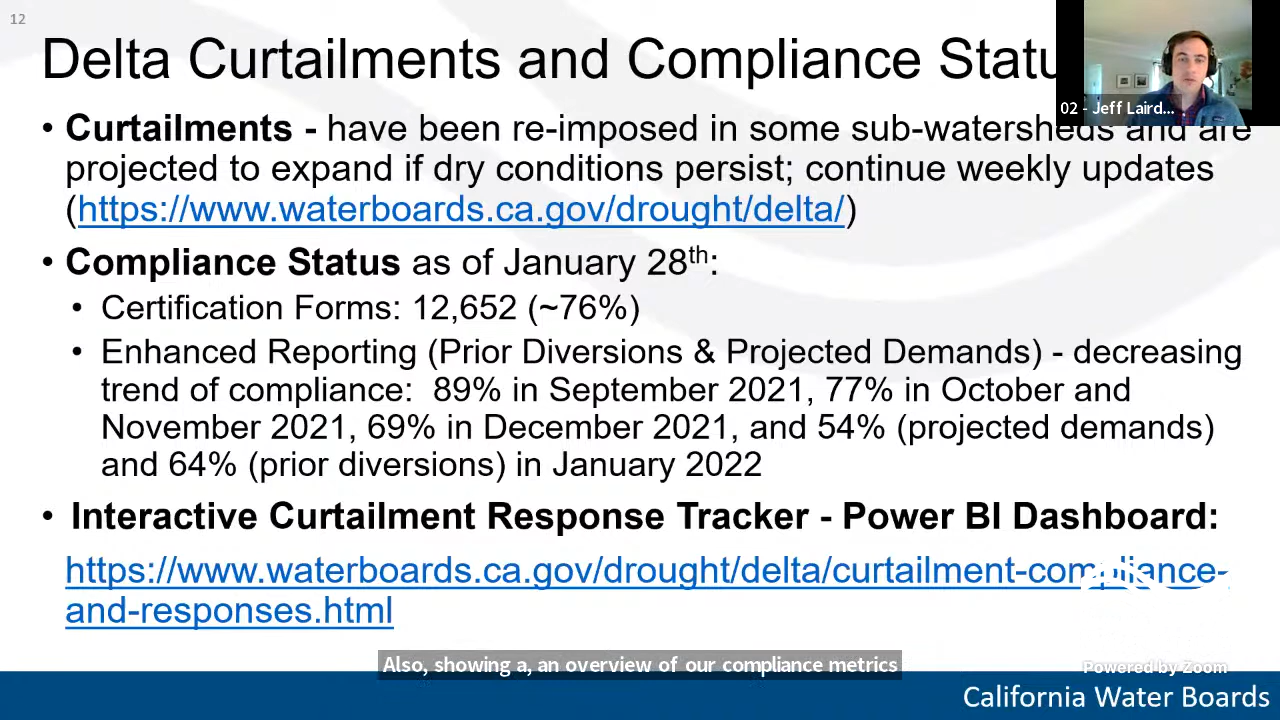 12
Delta Curtailments and Compliance Statu
02 - Jeff Laird...
• Curtailments - have been re-imposed in some sub-watersheds and are
projected to expand if dry conditions persist; continue weekly updates
(https://www.waterboards.ca.gov/drought/delta/)
• Compliance Status as of January 28th:
• Certification Forms: 12,652 (~76%)
• Enhanced Reporting (Prior Diversions & Projected Demands) - decreasing
trend of compliance: 89% in September 2021, 77% in October and
November 2021, 69% in December 2021, and 54% (projected demands)
and 64% (prior diversions) in January 2022
• Interactive Curtailment Response Tracker - Power BI Dashboard:
https://www.waterboards.ca.gov/drought/delta/curtailment-compliance-
and-responses.html
Also, showing a, an overview of our compliance metrics
Powered by Zoom
California Water Boards